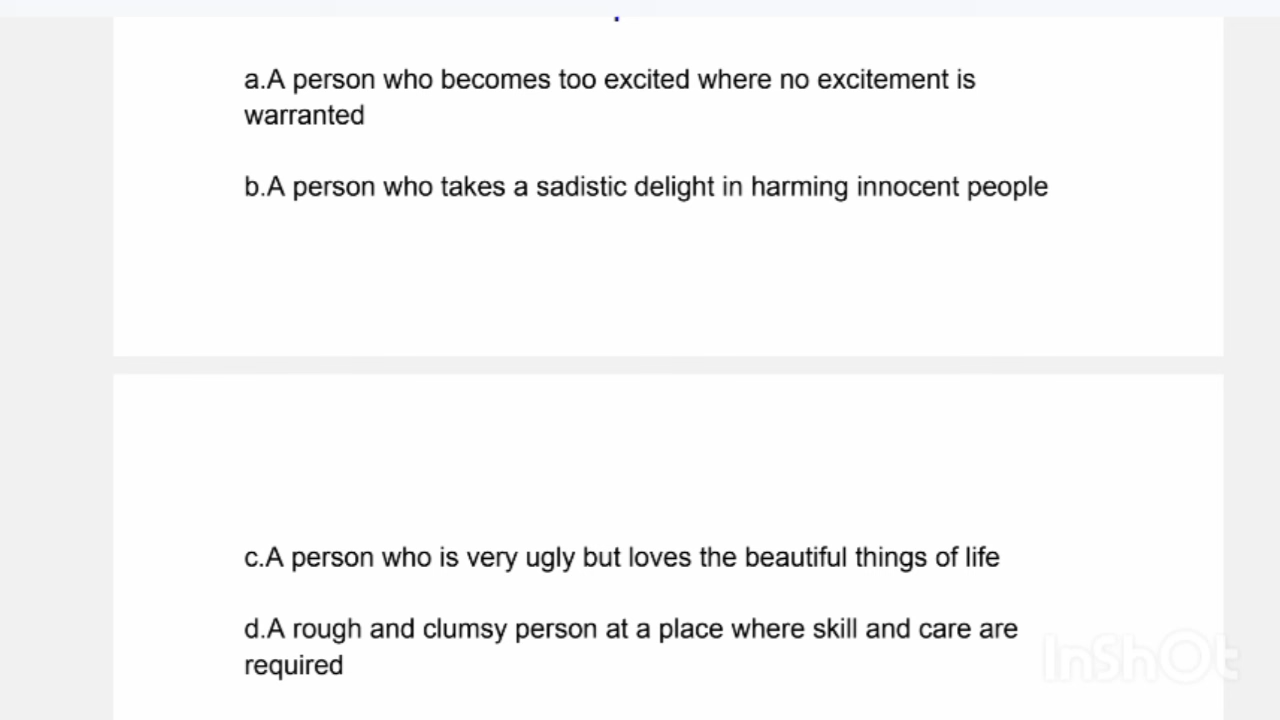 a.A person who becomes too excited where no excitement is
warranted
b.A person who takes a sadistic delight in harming innocent people
c.A person who is very ugly but loves the beautiful things of life
d.A rough and clumsy person at a place where skill and care are
required
InShOt